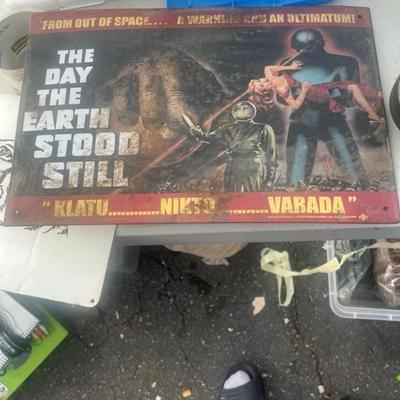 "FROM OUT OF SPACE.... A WARNING AND AN ULTIMATUM!
THE
DAY
THE
EARTH
STOOD
STILL
"KLATU.............NIKTO.............VARADA"